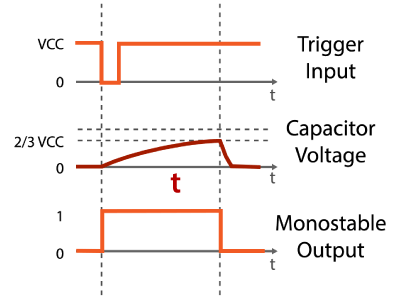 VCC
0
t
Trigger
Input
2/3 VCC
0
t
t
Capacitor
Voltage
1
0
t
Monostable
Output